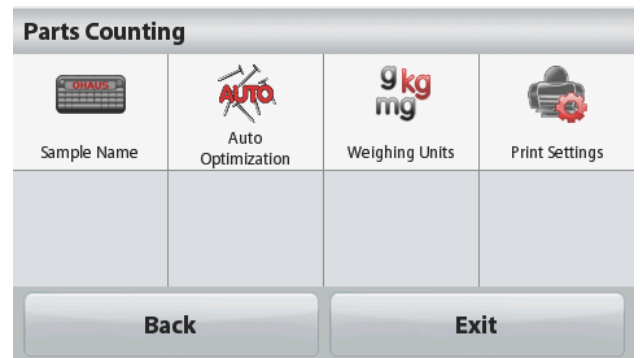 Parts Counting
OHAUS
AUTO
g kg
mg
Sample Name
Auto
Optimization
Weighing Units
Print Settings
Back
Exit